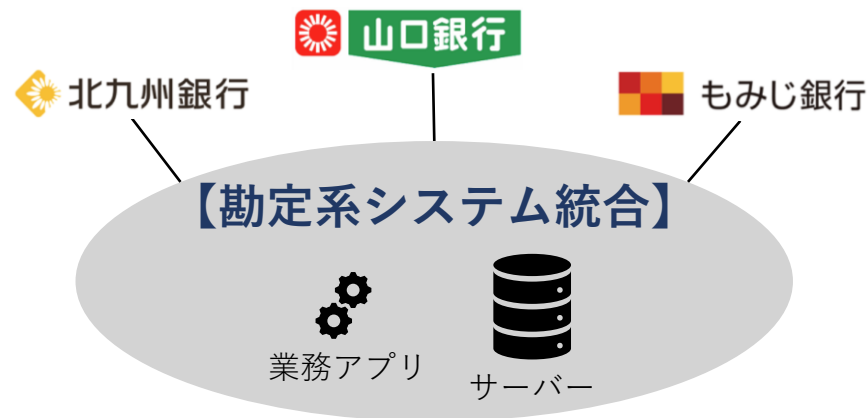 山口銀行
北九州銀行
もみじ銀行
【勘定系システム統合】
業務アプリ
サーバー